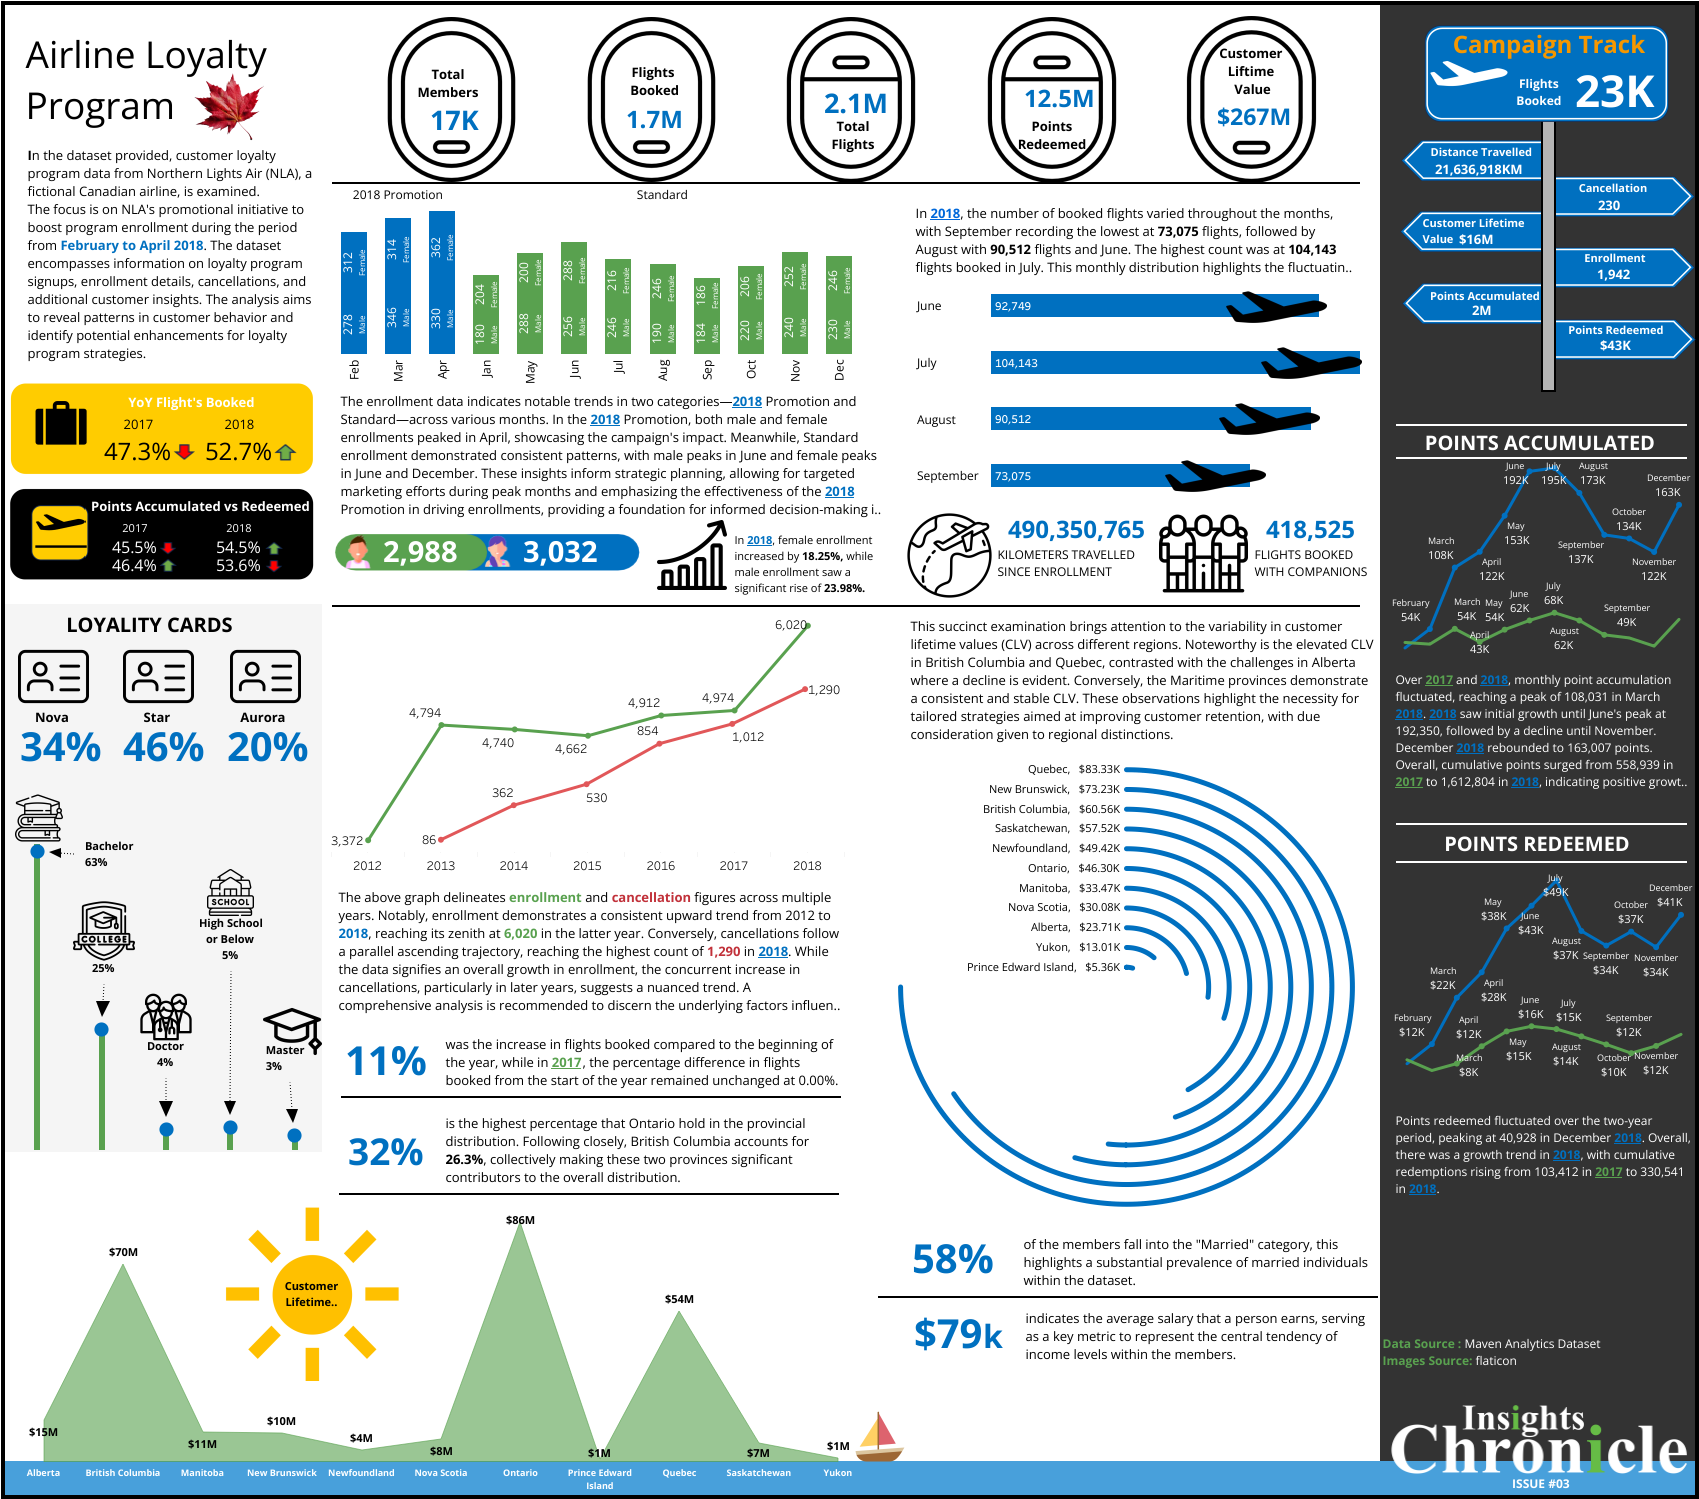 Airline Loyalty
Program
In the dataset provided, customer loyalty
program data from Northern Lights Air (NLA), a
fictional Canadian airline, is examined.
The focus is on NLA's promotional initiative to
boost program enrollment during the period
from February to April 2018. The dataset
encompasses information on loyalty program
signups, enrollment details, cancellations, and
additional customer insights. The analysis aims
to reveal patterns in customer behavior and
identify potential enhancements for loyalty
program strategies.
YoY Flight's Booked
2017 2018
47.3% 52.7%
Points Accumulated vs Redeemed
2017 2018
45.5% 54.5%
46.4% 53.6%
LOYALITY CARDS
Nova Star Aurora
34% 46% 20%
Bachelor
63%
COLLEGE
25%
SCHOOL
High School
or Below
5%
Doctor
4%
Master
3%
Total
Members
17K
Flights
Booked
1.7M
2.1M
Total
Flights
12.5M
Points
Redeemed
Customer
Liftime
Value
$267M
2018 Promotion Standard
312 Female 278 Male Feb
314 Female 346 Male Mar
362 Female 330 Male Apr
204 Female 180 Male Jan
200 Female 288 Male May
288 Female 256 Male Jun
216 Female 246 Male Jul
246 Female 190 Male Aug
186 Female 184 Male Sep
206 Female 220 Male Oct
252 Female 240 Male Nov
246 Female 230 Male Dec
The enrollment data indicates notable trends in two categories—2018 Promotion and
Standard—across various months. In the 2018 Promotion, both male and female
enrollments peaked in April, showcasing the campaign's impact. Meanwhile, Standard
enrollment demonstrated consistent patterns, with male peaks in June and female peaks
in June and December. These insights inform strategic planning, allowing for targeted
marketing efforts during peak months and emphasizing the effectiveness of the 2018
Promotion in driving enrollments, providing a foundation for informed decision-making i..
2,988 3,032
In 2018, female enrollment
increased by 18.25%, while
male enrollment saw a
significant rise of 23.98%.
In 2018, the number of booked flights varied throughout the months,
with September recording the lowest at 73,075 flights, followed by
August with 90,512 flights and June. The highest count was at 104,143
flights booked in July. This monthly distribution highlights the fluctuatin..
June 92,749
July 104,143
August 90,512
September 73,075
490,350,765
KILOMETERS TRAVELLED
SINCE ENROLLMENT
418,525
FLIGHTS BOOKED
WITH COMPANIONS
3,372 4,794 4,740 4,662 4,912 4,974 6,020
86 362 530 854 1,012 1,290
2012 2013 2014 2015 2016 2017 2018
The above graph delineates enrollment and cancellation figures across multiple
years. Notably, enrollment demonstrates a consistent upward trend from 2012 to
2018, reaching its zenith at 6,020 in the latter year. Conversely, cancellations follow
a parallel ascending trajectory, reaching the highest count of 1,290 in 2018. While
the data signifies an overall growth in enrollment, the concurrent increase in
cancellations, particularly in later years, suggests a nuanced trend. A
comprehensive analysis is recommended to discern the underlying factors influen..
11%
was the increase in flights booked compared to the beginning of
the year, while in 2017, the percentage difference in flights
booked from the start of the year remained unchanged at 0.00%.
32%
is the highest percentage that Ontario hold in the provincial
distribution. Following closely, British Columbia accounts for
26.3%, collectively making these two provinces significant
contributors to the overall distribution.
This succinct examination brings attention to the variability in customer
lifetime values (CLV) across different regions. Noteworthy is the elevated CLV
in British Columbia and Quebec, contrasted with the challenges in Alberta
where a decline is evident. Conversely, the Maritime provinces demonstrate
a consistent and stable CLV. These observations highlight the necessity for
tailored strategies aimed at improving customer retention, with due
consideration given to regional distinctions.
Quebec, $83.33K
New Brunswick, $73.23K
British Columbia, $60.56K
Saskatchewan, $57.52K
Newfoundland, $49.42K
Ontario, $46.30K
Manitoba, $33.47K
Nova Scotia, $30.08K
Alberta, $23.71K
Yukon, $13.01K
Prince Edward Island, $5.36K
58%
of the members fall into the "Married" category, this
highlights a substantial prevalence of married individuals
within the dataset.
$79k
indicates the average salary that a person earns, serving
as a key metric to represent the central tendency of
income levels within the members.
Customer
Lifetime..
$15M $70M $11M $10M $4M $8M $86M $1M $54M $7M $1M
Alberta British Columbia Manitoba New Brunswick Newfoundland Nova Scotia Ontario Prince Edward Quebec Saskatchewan Yukon
Island
Campaign Track
Flights
Booked
23K
Distance Travelled
21,636,918KM
Cancellation
230
Customer Lifetime
Value $16M
Enrollment
1,942
Points Accumulated
2M
Points Redeemed
$43K
POINTS ACCUMULATED
February 54K
March 108K
April 122K
May 153K
June 192K
July 195K
August 173K
September 137K
October 134K
November 122K
December 163K
March 54K
April 43K
May 54K
June 62K
July 68K
August 62K
September 49K
Over 2017 and 2018, monthly point accumulation
fluctuated, reaching a peak of 108,031 in March
2018. 2018 saw initial growth until June's peak at
192,350, followed by a decline until November.
December 2018 rebounded to 163,007 points.
Overall, cumulative points surged from 558,939 in
2017 to 1,612,804 in 2018, indicating positive growt..
POINTS REDEEMED
February $12K
March $22K
April $28K
May $38K
June $43K
July $49K
August $37K
September $34K
October $37K
November $34K
December $41K
March $8K
April $12K
May $15K
June $16K
July $15K
August $14K
September $12K
October $10K
November $12K
Points redeemed fluctuated over the two-year
period, peaking at 40,928 in December 2018. Overall,
there was a growth trend in 2018, with cumulative
redemptions rising from 103,412 in 2017 to 330,541
in 2018.
Data Source : Maven Analytics Dataset
Images Source: flaticon
Insights
Chronicle
ISSUE #03